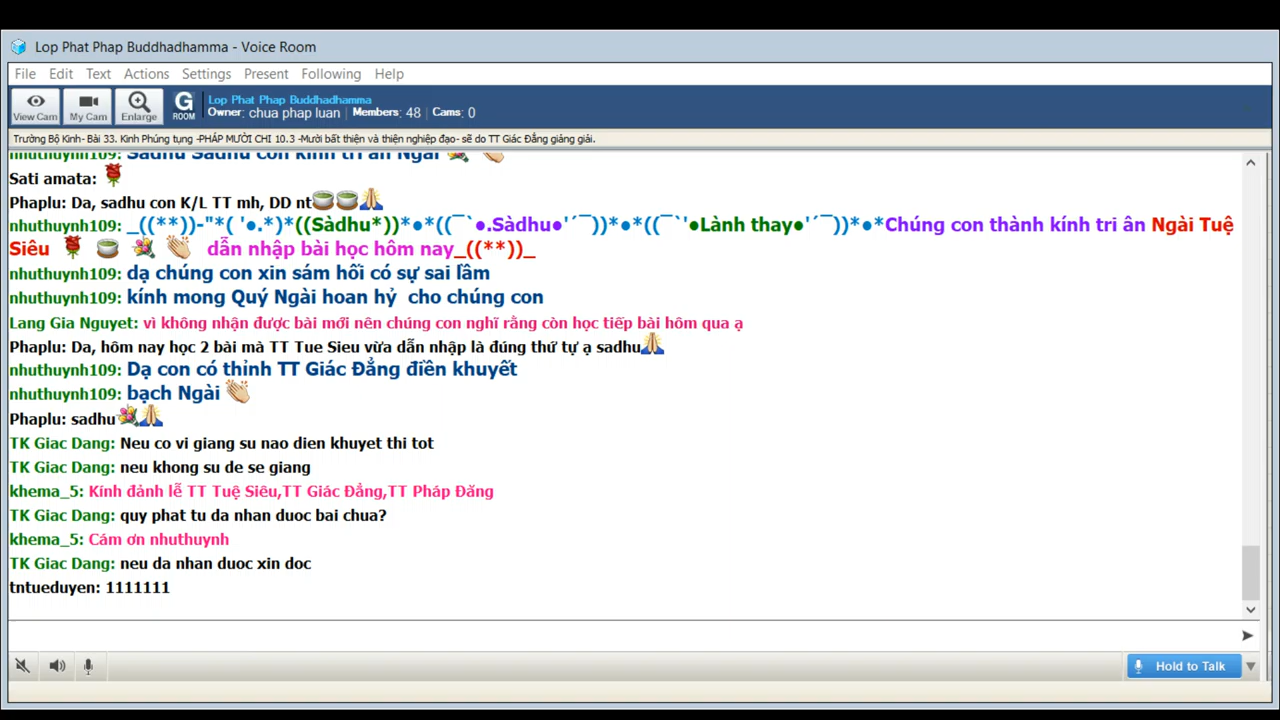 Lop Phat Phap Buddhadhamma - Voice Room
File Edit Text Actions Settings Present Following Help
View Cam My Cam Enlarge G ROOM
Lop Phat Phap Buddhadhamma
Owner: chua phap luan | Members: 48 | Cams: 0
Trường Bộ Kinh- Bài 33. Kinh Phúng tụng -PHÁP MƯỜI CHI 10.3 -Mười bất thiện và thiện nghiệp đạo- sẽ do TT Giác Đẳng giảng giải.
nhuthuynh109: Sadhu Sadhu con kính tri ân Ngài
Sati amata:
Phaplu: Da, sadhu con K/L TT mh, DD nt
nhuthuynh109: _((**))-"*( '●.*)*((Sàdhu*))*●*((¯`●.Sàdhu●'´¯))*●*((¯`'●Lành thay●'´¯))*●*Chúng con thành kính tri ân Ngài Tuệ
Siêu dẫn nhập bài học hôm nay_((**))_
nhuthuynh109: dạ chúng con xin sám hối có sự sai lầm
nhuthuynh109: kính mong Quý Ngài hoan hỷ cho chúng con
Lang Gia Nguyet: vì không nhận được bài mới nên chúng con nghĩ rằng còn học tiếp bài hôm qua ạ
Phaplu: Da, hôm nay học 2 bài mà TT Tue Sieu vừa dẫn nhập là đúng thứ tự ạ sadhu
nhuthuynh109: Dạ con có thỉnh TT Giác Đẳng điền khuyết
nhuthuynh109: bạch Ngài
Phaplu: sadhu
TK Giac Dang: Neu co vi giang su nao dien khuyet thi tot
TK Giac Dang: neu khong su de se giang
khema_5: Kính đảnh lễ TT Tuệ Siêu,TT Giác Đẳng,TT Pháp Đăng
TK Giac Dang: quy phat tu da nhan duoc bai chua?
khema_5: Cám ơn nhuthuynh
TK Giac Dang: neu da nhan duoc xin doc
tntueduyen: 1111111
Hold to Talk